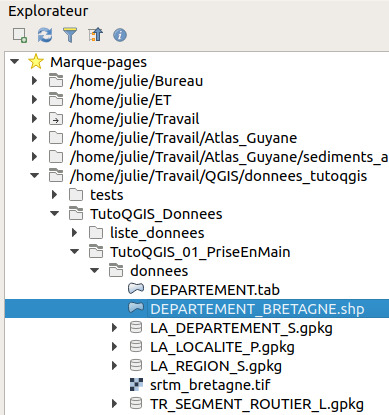 Explorateur
Marque-pages
/home/julie/Bureau
/home/julie/ET
/home/julie/Travail
/home/julie/Travail/Atlas_Guyane
/home/julie/Travail/Atlas_Guyane/sediments_a
/home/julie/Travail/QGIS/donnees_tutoqgis
tests
TutoQGIS_Donnees
liste_donnees
TutoQGIS_01_PriseEnMain
donnees
DEPARTEMENT.tab
DEPARTEMENT_BRETAGNE.shp
LA_DEPARTEMENT_S.gpkg
LA_LOCALITE_P.gpkg
LA_REGION_S.gpkg
srtm_bretagne.tif
TR_SEGMENT_ROUTIER_L.gpkg